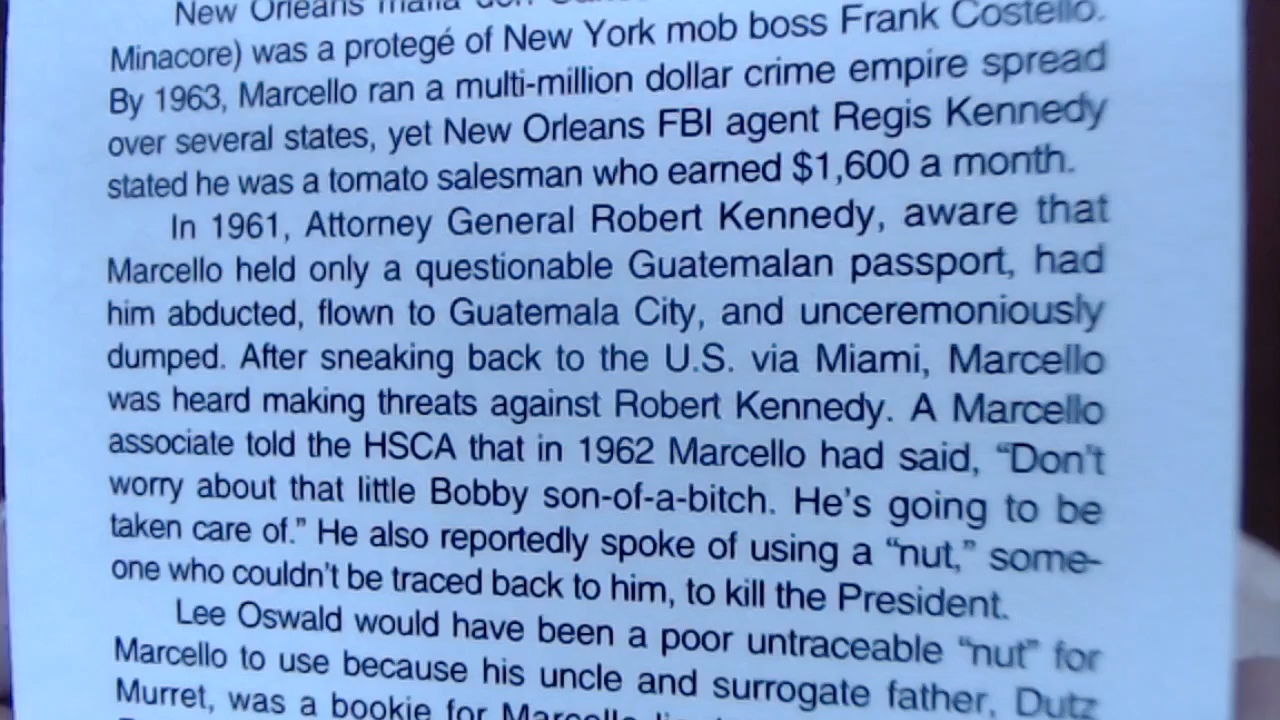 New Orleans mafia don
Minacore) was a protegé of New York mob boss Frank Costello.
By 1963, Marcello ran a multi-million dollar crime empire spread
over several states, yet New Orleans FBI agent Regis Kennedy
stated he was a tomato salesman who earned $1,600 a month.
In 1961, Attorney General Robert Kennedy, aware that
Marcello held only a questionable Guatemalan passport, had
him abducted, flown to Guatemala City, and unceremoniously
dumped. After sneaking back to the U.S. via Miami, Marcello
was heard making threats against Robert Kennedy. A Marcello
associate told the HSCA that in 1962 Marcello had said, “Don't
worry about that little Bobby son-of-a-bitch. He's going to be
taken care of.” He also reportedly spoke of using a “nut,” some-
one who couldn't be traced back to him, to kill the President.
Lee Oswald would have been a poor untraceable “nut” for
Marcello to use because his uncle and surrogate father, Dutz
Murret, was a bookie for Marcello